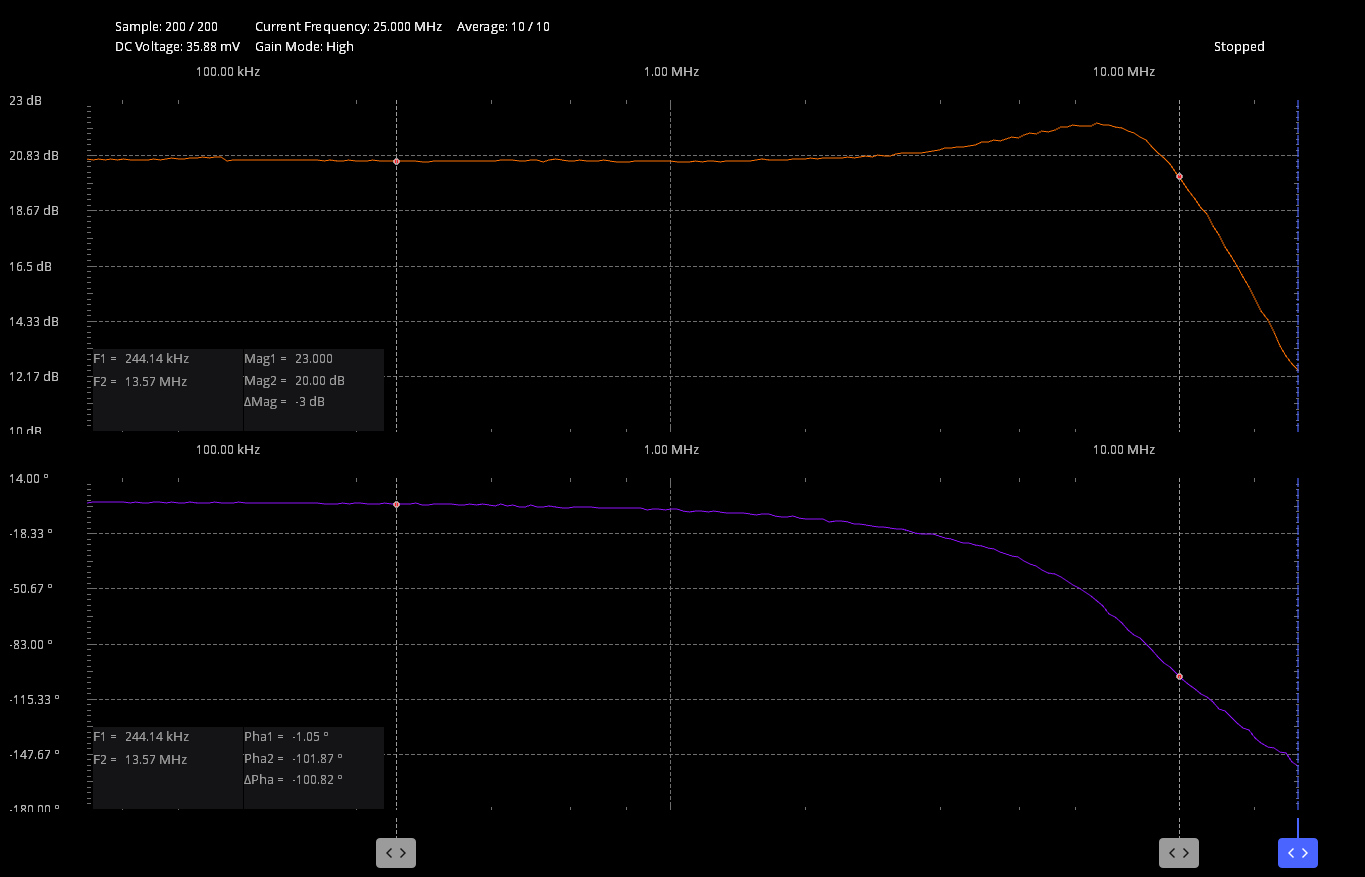 Sample: 200 / 200 Current Frequency: 25.000 MHz Average: 10 / 10
DC Voltage: 35.88 mV Gain Mode: High Stopped
100.00 kHz 1.00 MHz 10.00 MHz
23 dB
20.83 dB
18.67 dB
16.5 dB
14.33 dB
F1 = 244.14 kHz Mag1 = 23.000
12.17 dB
F2 = 13.57 MHz Mag2 = 20.00 dB
ΔMag = -3 dB
10 dB
100.00 kHz 1.00 MHz 10.00 MHz
14.00 °
-18.33 °
-50.67 °
-83.00 °
-115.33 °
F1 = 244.14 kHz Pha1 = -1.05 °
-147.67 °
F2 = 13.57 MHz Pha2 = -101.87 °
ΔPha = -100.82 °
-180.00 °